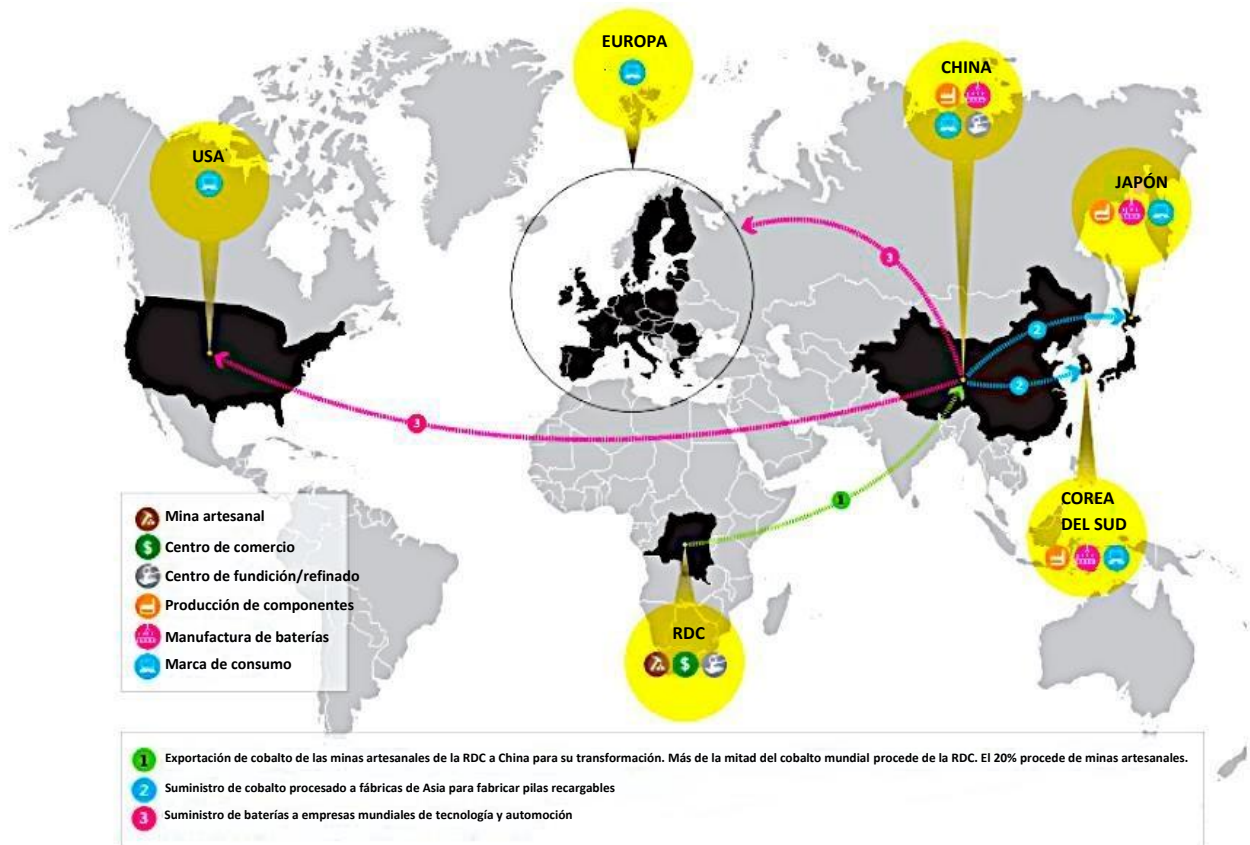 EUROPA
CHINA
USA
JAPÓN
COREA
DEL SUD
RDC
3
2
2
3
1
Mina artesanal
$ Centro de comercio
Centro de fundición/refinado
Producción de componentes
Manufactura de baterías
Marca de consumo
$
1 Exportación de cobalto de las minas artesanales de la RDC a China para su transformación. Más de la mitad del cobalto mundial procede de la RDC. El 20% procede de minas artesanales.
2 Suministro de cobalto procesado a fábricas de Asia para fabricar pilas recargables
3 Suministro de baterías a empresas mundiales de tecnología y automoción